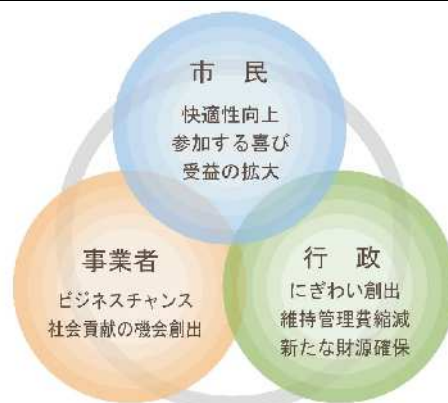 市　民
快適性向上
参加する喜び
受益の拡大
事業者
ビジネスチャンス
社会貢献の機会創出
行　政
にぎわい創出
維持管理費縮減
新たな財源確保